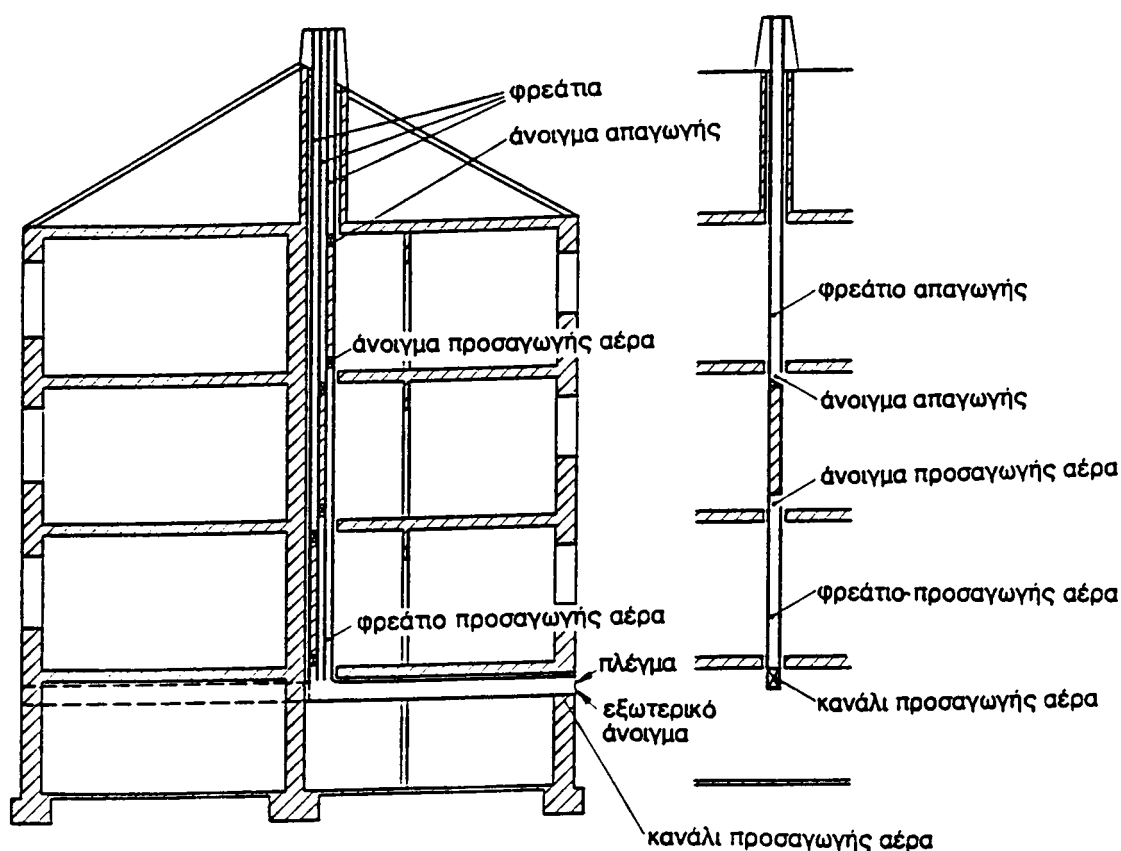 φρεάτια
άνοιγμα απαγωγής
άνοιγμα προσαγωγής αέρα
φρεάτιο προσαγωγής αέρα
πλέγμα
εξωτερικό
άνοιγμα
κανάλι προσαγωγής αέρα
φρεάτιο απαγωγής
άνοιγμα απαγωγής
άνοιγμα προσαγωγής αέρα
φρεάτιο προσαγωγής αέρα
κανάλι προσαγωγής αέρα